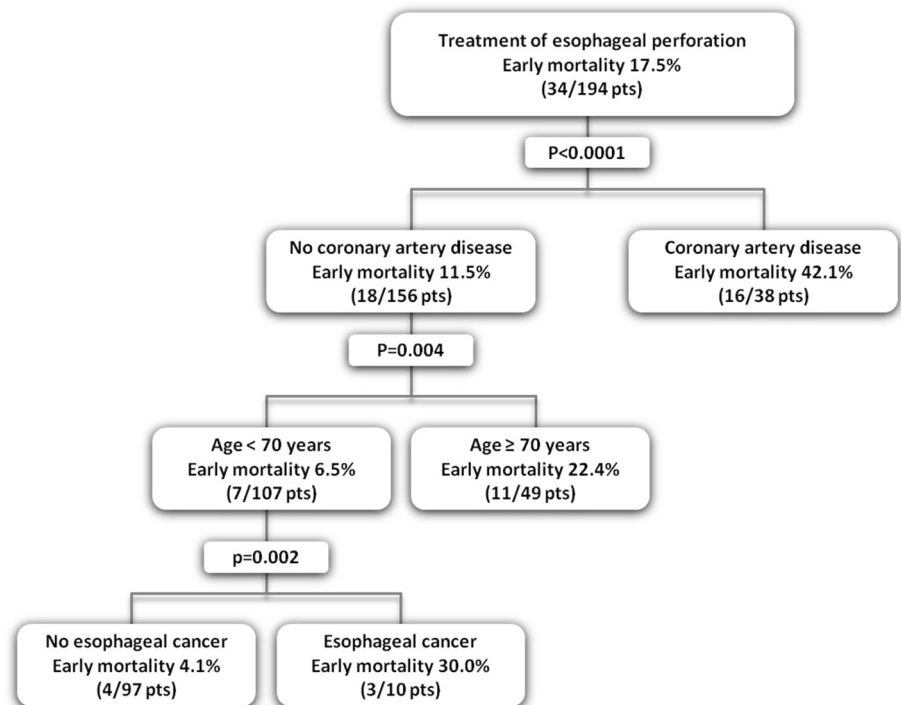 Treatment of esophageal perforation
Early mortality 17.5%
(34/194 pts)
P<0.0001
No coronary artery disease
Early mortality 11.5%
(18/156 pts)
Coronary artery disease
Early mortality 42.1%
(16/38 pts)
P=0.004
Age < 70 years
Early mortality 6.5%
(7/107 pts)
Age ≥ 70 years
Early mortality 22.4%
(11/49 pts)
p=0.002
No esophageal cancer
Early mortality 4.1%
(4/97 pts)
Esophageal cancer
Early mortality 30.0%
(3/10 pts)